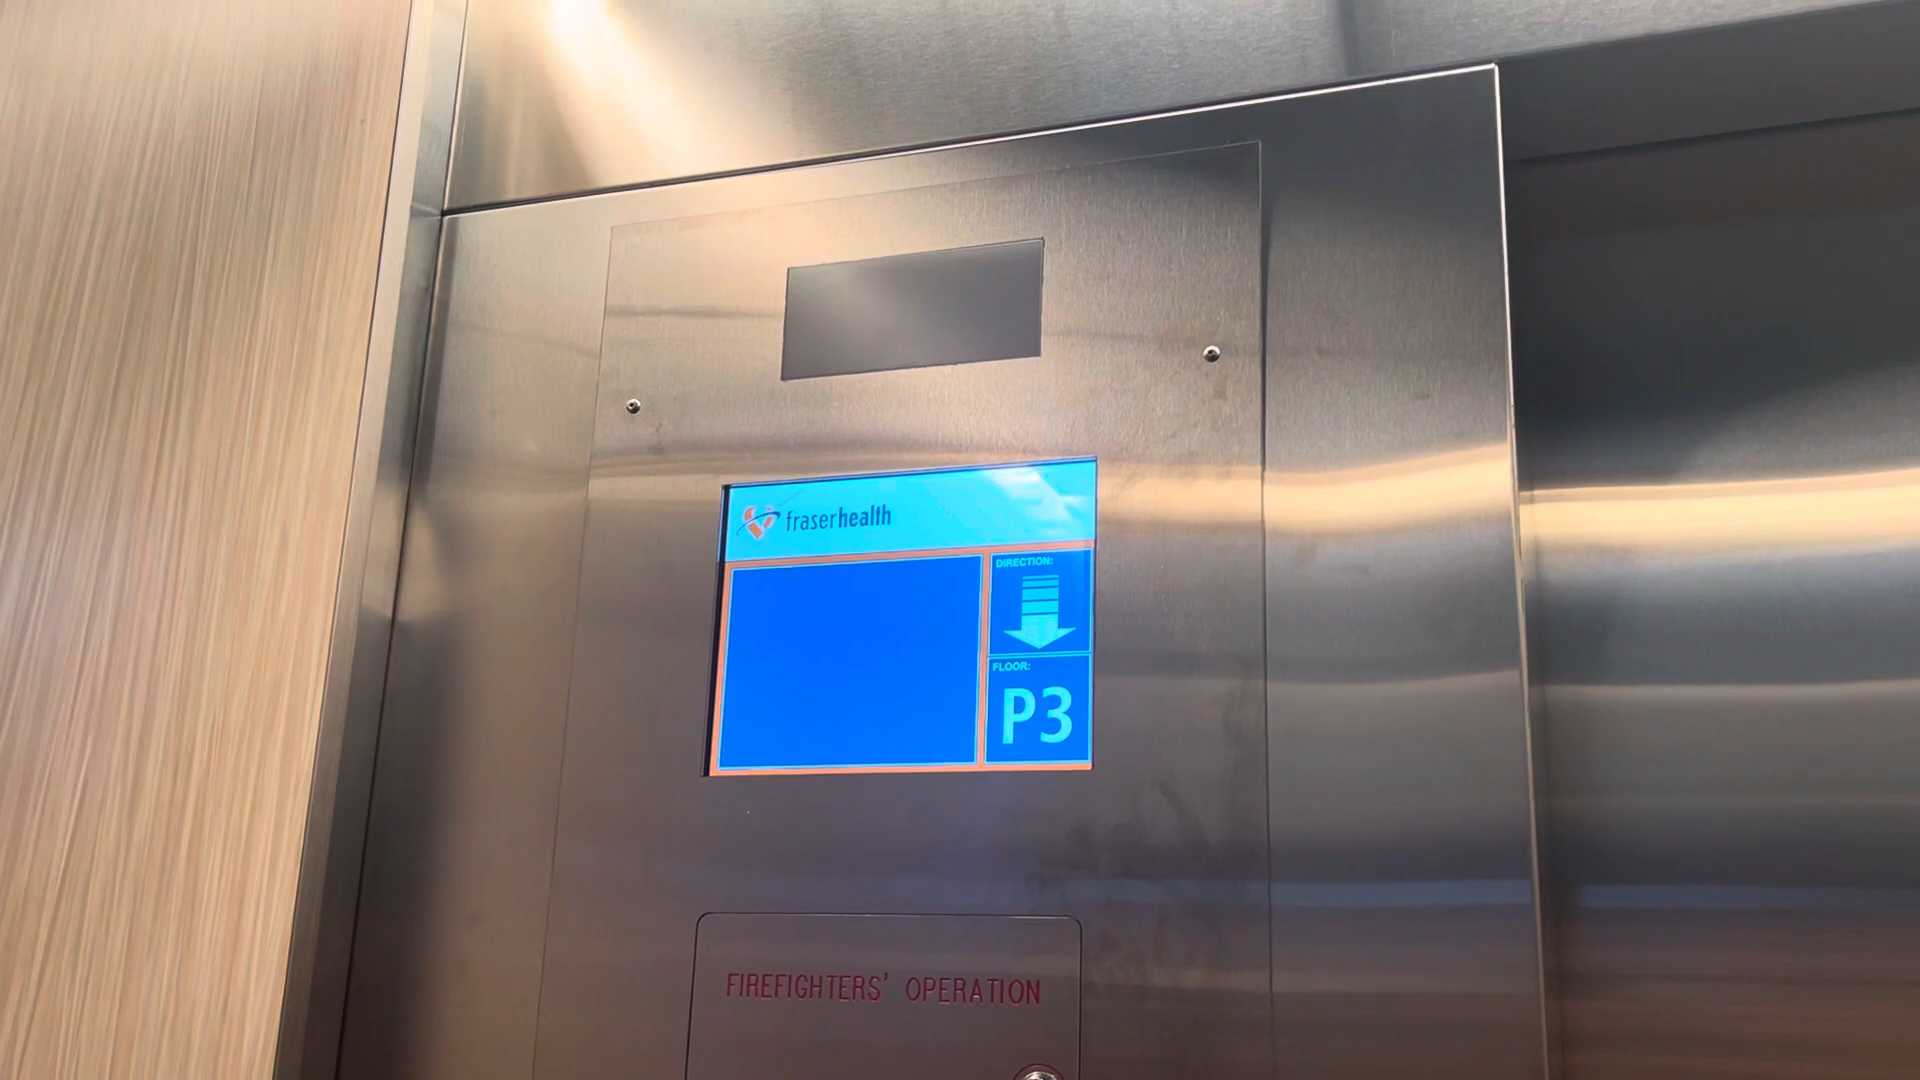 fraserhealth
DIRECTION:
FLOOR:
P3
FIREFIGHTERS' OPERATION